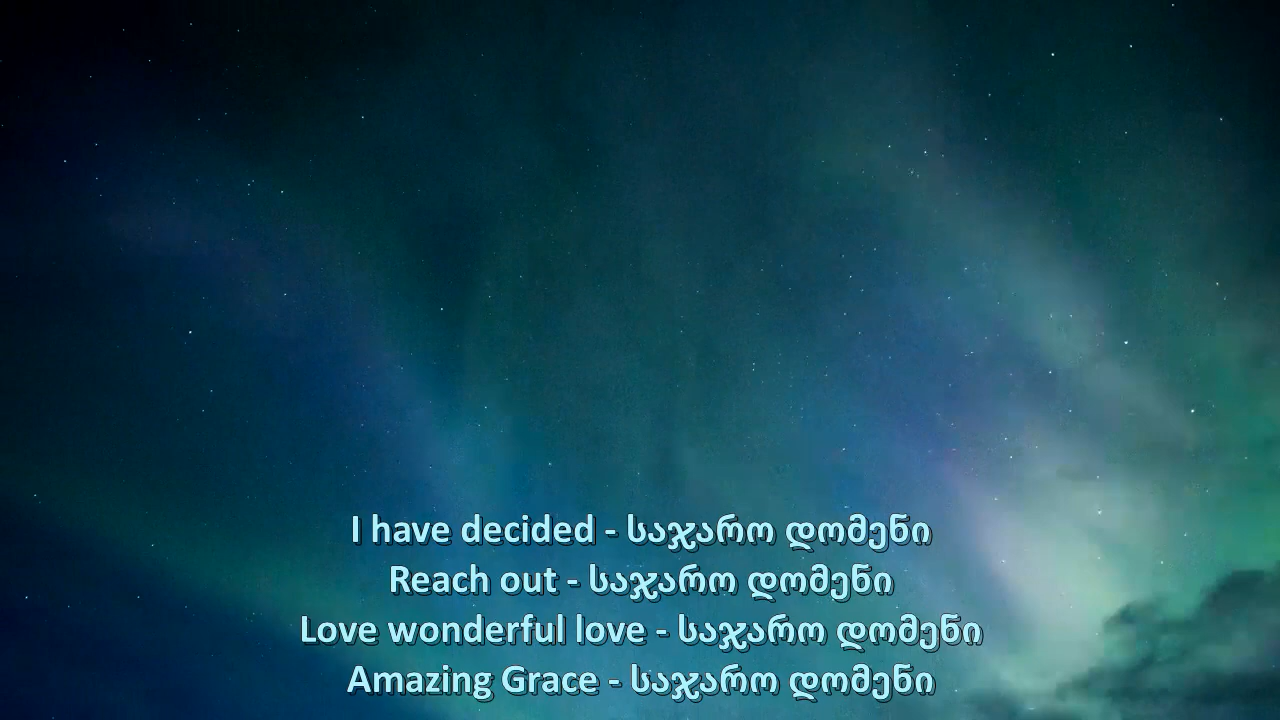 I have decided - საჯარო დომენი
Reach out - საჯარო დომენი
Love wonderful love - საჯარო დომენი
Amazing Grace - საჯარო დომენი